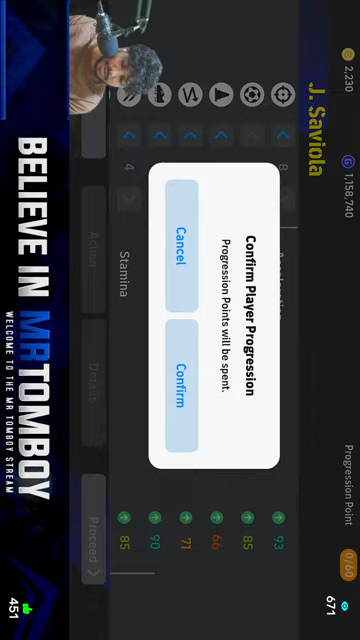 2,230
1,158,740
J. Saviola
Progression Point
0/60
671
8
93
85
66
71
90
4
Stamina
85
Confirm Player Progression
Progression Points will be spent.
Cancel
Confirm
Action
Details
Proceed
BELIEVE IN MRTOMBOY
WELCOME TO THE MR TOMBOY STREAM
451